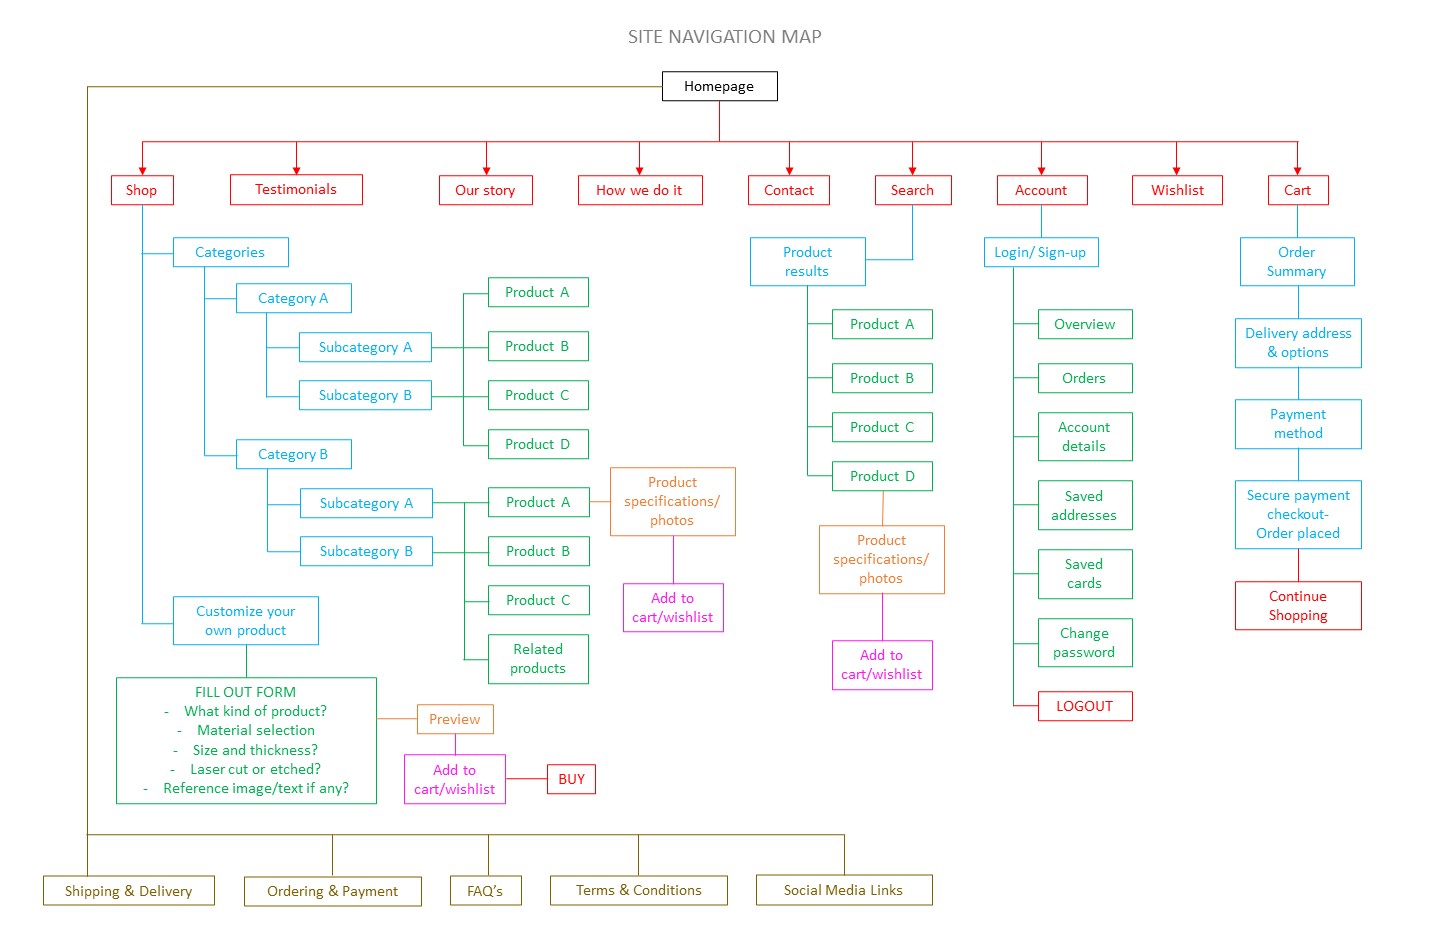 SITE NAVIGATION MAP
Homepage
Shop
Testimonials
Our story
How we do it
Contact
Search
Account
Wishlist
Cart
Categories
Category A
Subcategory A
Subcategory B
Product A
Product B
Product C
Product D
Category B
Subcategory A
Subcategory B
Product A
Product B
Product C
Related
products
Product
specifications/
photos
Add to
cart/wishlist
Customize your
own product
FILL OUT FORM
- What kind of product?
- Material selection
- Size and thickness?
- Laser cut or etched?
- Reference image/text if any?
Preview
Add to
cart/wishlist
BUY
Product
results
Product A
Product B
Product C
Product D
Product
specifications/
photos
Add to
cart/wishlist
Login/ Sign-up
Overview
Orders
Account
details
Saved
addresses
Saved
cards
Change
password
LOGOUT
Order
Summary
Delivery address
& options
Payment
method
Secure payment
checkout-
Order placed
Continue
Shopping
Shipping & Delivery
Ordering & Payment
FAQ's
Terms & Conditions
Social Media Links